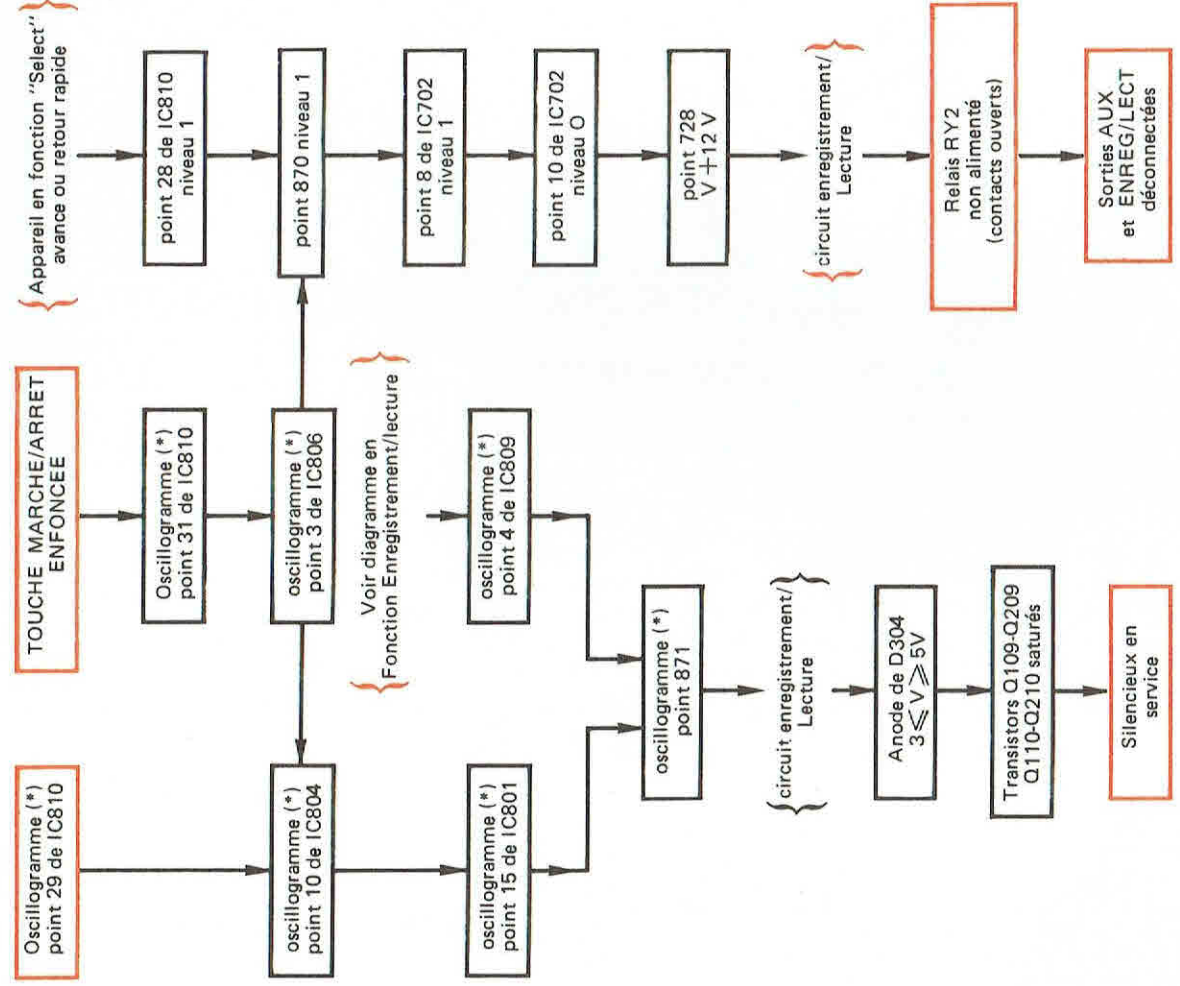 Oscillogramme (*)
point 29 de IC810
oscillogramme (*)
point 10 de IC804
oscillogramme (*)
point 15 de IC801
TOUCHE MARCHE/ARRET
ENFONCEE
Oscillogramme (*)
point 31 de IC810
oscillogramme (*)
point 3 de IC806
Voir diagramme en
Fonction Enregistrement/lecture
oscillogramme (*)
point 4 de IC809
oscillogramme (*)
point 871
circuit enregistrement/
Lecture
Anode de D304
3 ⩽ V ⩾ 5V
Transistors Q109-Q209
Q110-Q210 saturés
Silencieux en
service
Appareil en fonction "Select"
avance ou retour rapide
point 28 de IC810
niveau 1
point 870 niveau 1
point 8 de IC702
niveau 1
point 10 de IC702
niveau O
point 728
V +12 V
circuit enregistrement/
Lecture
Relais RY2
non alimenté
(contacts ouverts)
Sorties AUX
et ENREG/LECT
déconnectées